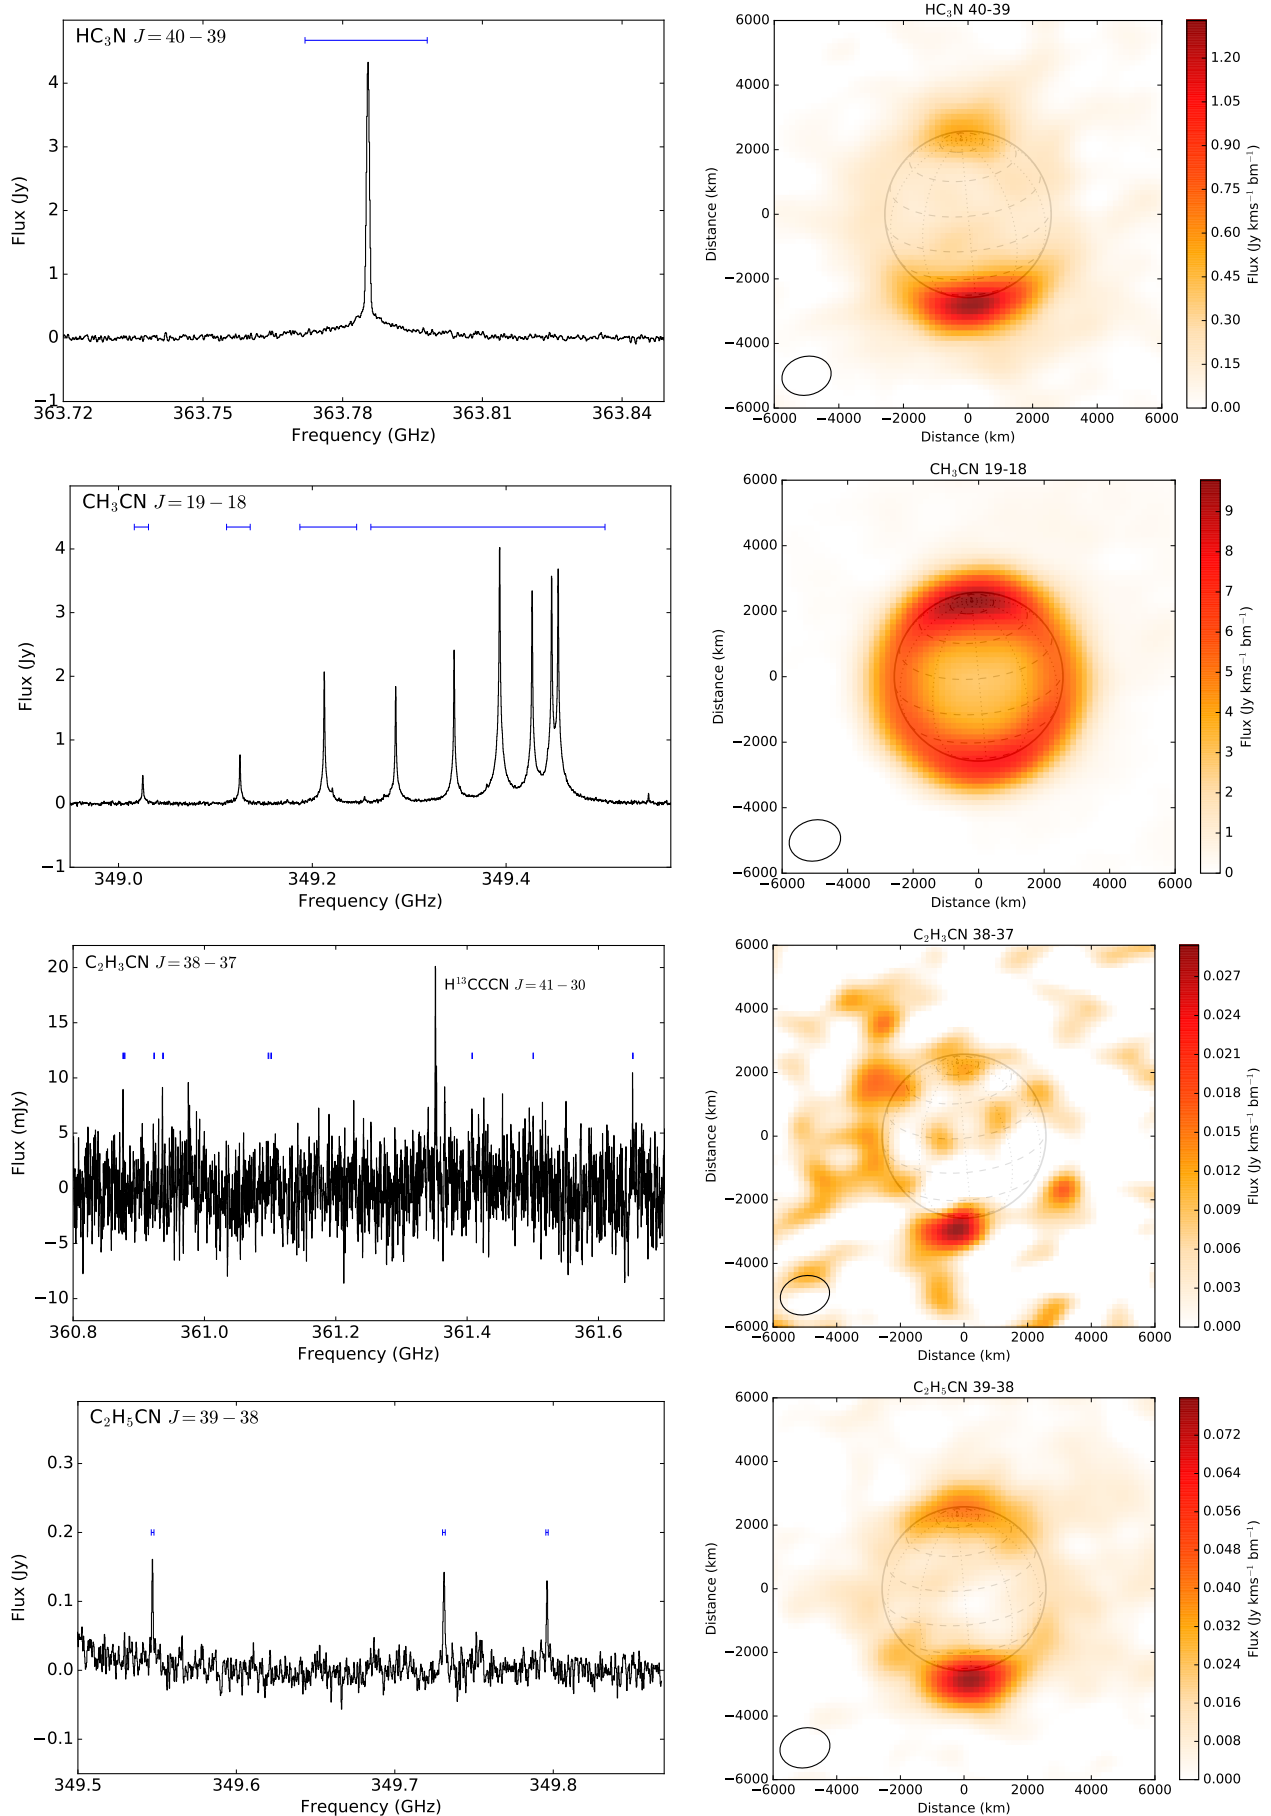 HC₃N J = 40 − 39
Flux (Jy)
4
3
2
1
0
−1
363.72 363.75 363.78 363.81 363.84
Frequency (GHz)
HC₃N 40-39
Distance (km)
6000
4000
2000
0
−2000
−4000
−6000
−6000 −4000 −2000 0 2000 4000 6000
Distance (km)
1.20
1.05
0.90
0.75
0.60
0.45
0.30
0.15
0.00
Flux (Jy kms⁻¹ bm⁻¹)
CH₃CN J = 19 − 18
Flux (Jy)
4
3
2
1
0
−1
349.0 349.2 349.4
Frequency (GHz)
CH₃CN 19-18
Distance (km)
6000
4000
2000
0
−2000
−4000
−6000
−6000 −4000 −2000 0 2000 4000 6000
Distance (km)
9
8
7
6
5
4
3
2
1
0
Flux (Jy kms⁻¹ bm⁻¹)
C₂H₃CN J = 38 − 37
H¹³CCCN J = 41 − 30
Flux (mJy)
20
15
10
5
0
−5
−10
360.8 361.0 361.2 361.4 361.6
Frequency (GHz)
C₂H₃CN 38-37
Distance (km)
6000
4000
2000
0
−2000
−4000
−6000
−6000 −4000 −2000 0 2000 4000 6000
Distance (km)
0.027
0.024
0.021
0.018
0.015
0.012
0.009
0.006
0.003
0.000
Flux (Jy kms⁻¹ bm⁻¹)
C₂H₅CN J = 39 − 38
Flux (Jy)
0.3
0.2
0.1
0.0
−0.1
349.5 349.6 349.7 349.8
Frequency (GHz)
C₂H₅CN 39-38
Distance (km)
6000
4000
2000
0
−2000
−4000
−6000
−6000 −4000 −2000 0 2000 4000 6000
Distance (km)
0.072
0.064
0.056
0.048
0.040
0.032
0.024
0.016
0.008
0.000
Flux (Jy kms⁻¹ bm⁻¹)